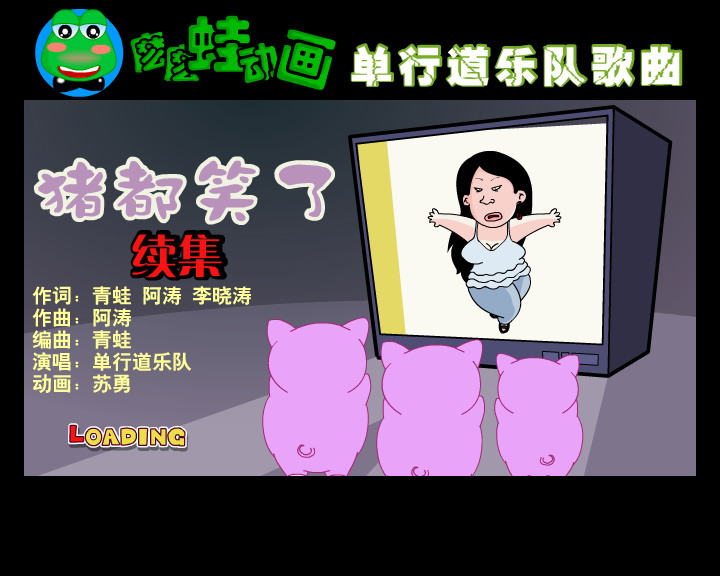 蛙动画 单行道乐队歌曲
猪都笑了
续集
作词：青蛙 阿涛 李晓涛
作曲：阿涛
编曲：青蛙
演唱：单行道乐队
动画：苏勇
LOADING